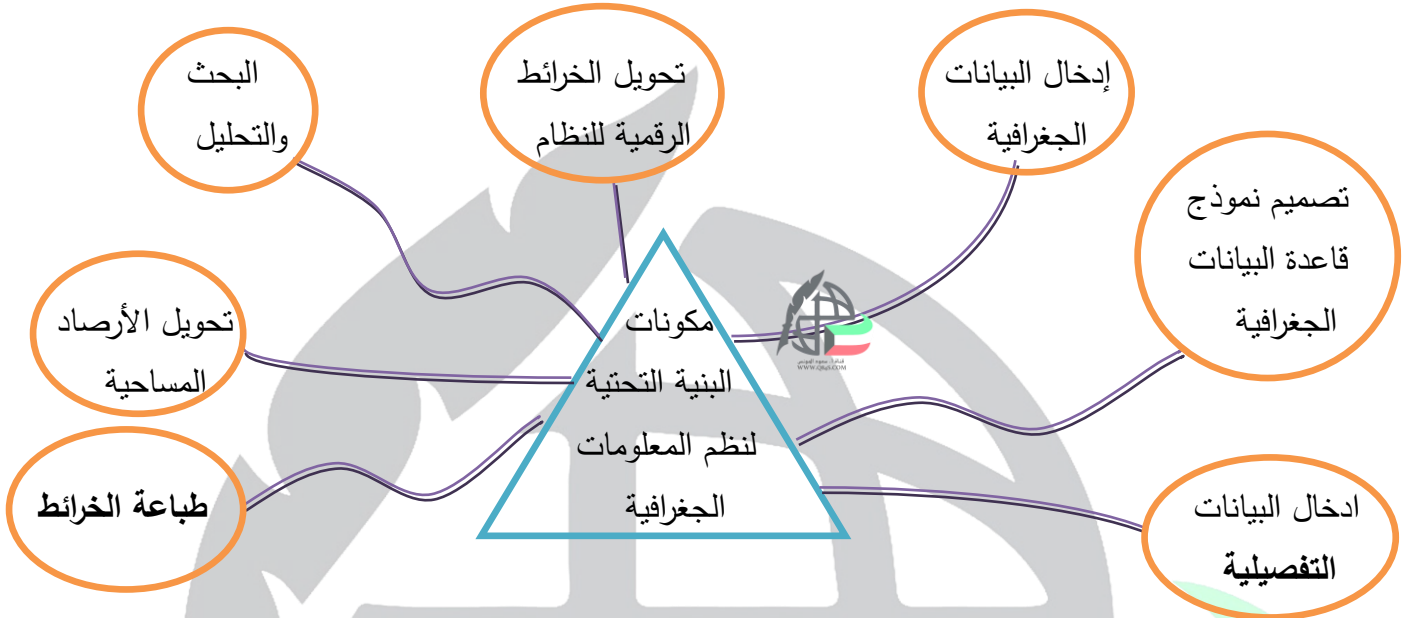 إدخال البيانات
الجغرافية
تحويل الخرائط
الرقمية للنظام
البحث
والتحليل
تصميم نموذج
قاعدة البيانات
الجغرافية
تحويل الأرصاد
المساحية
مكونات
البنية التحتية
لنظم المعلومات
الجغرافية
ادخال البيانات
التفصيلية
طباعة الخرائط